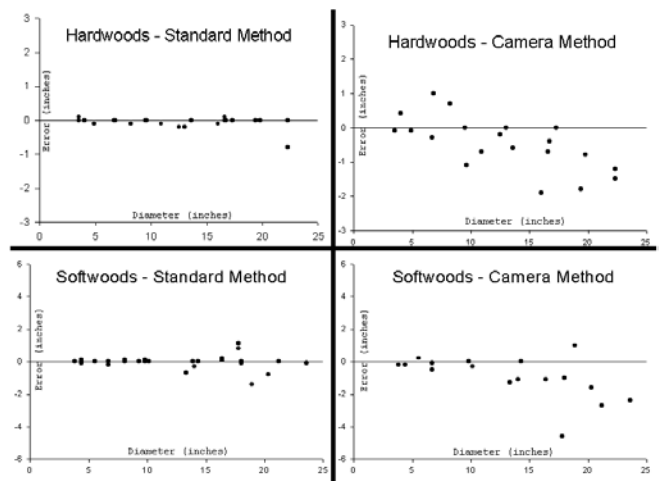 Hardwoods - Standard Method
3
2
1
0
-1
-2
-3
Error (inches)
Diameter (inches)
0 5 10 15 20 25
Hardwoods - Camera Method
3
2
1
0
-1
-2
-3
Error (inches)
Diameter (inches)
0 5 10 15 20 25
Softwoods - Standard Method
6
4
2
0
-2
-4
-6
Error (inches)
Diameter (inches)
0 5 10 15 20 25
Softwoods - Camera Method
6
4
2
0
-2
-4
-6
Error (inches)
Diameter (inches)
0 5 10 15 20 25